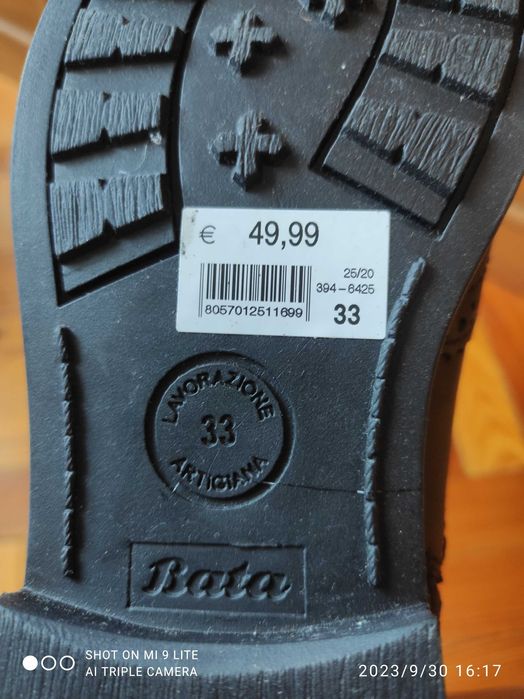 € 49,99
25/20
394-6425
8057012511699
33
LAVORAZIONE
33
ARTIGIANA
Bata
SHOT ON MI 9 LITE
AI TRIPLE CAMERA
2023/9/30 16:17